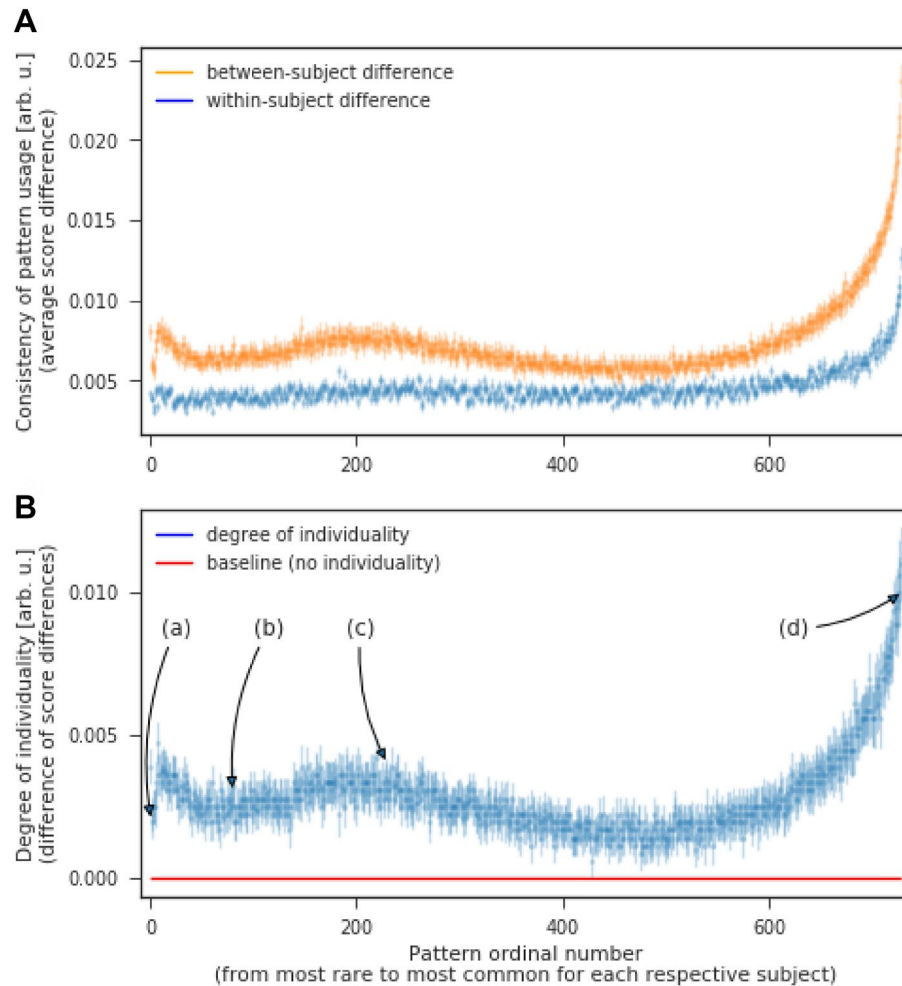 A
Consistency of pattern usage [arb. u.]
(average score difference)
0.025
0.020
0.015
0.010
0.005
between-subject difference
within-subject difference
0
200
400
600
B
Degree of individuality [arb. u.]
(difference of score differences)
0.010
0.005
0.000
degree of individuality
baseline (no individuality)
(a)
(b)
(c)
(d)
0
200
400
600
Pattern ordinal number
(from most rare to most common for each respective subject)